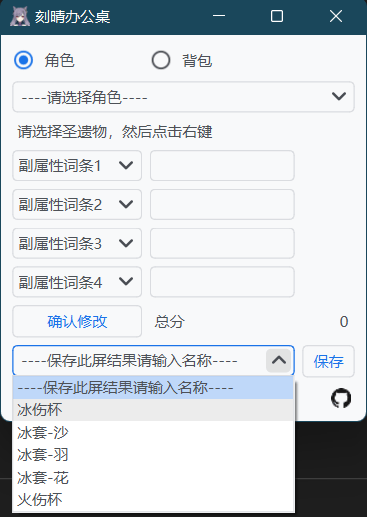 刻晴办公桌
角色 背包
----请选择角色----
请选择圣遗物，然后点击右键
副属性词条1
副属性词条2
副属性词条3
副属性词条4
确认修改 总分 0
----保存此屏结果请输入名称---- 保存
----保存此屏结果请输入名称----
冰伤杯
冰套-沙
冰套-羽
冰套-花
火伤杯